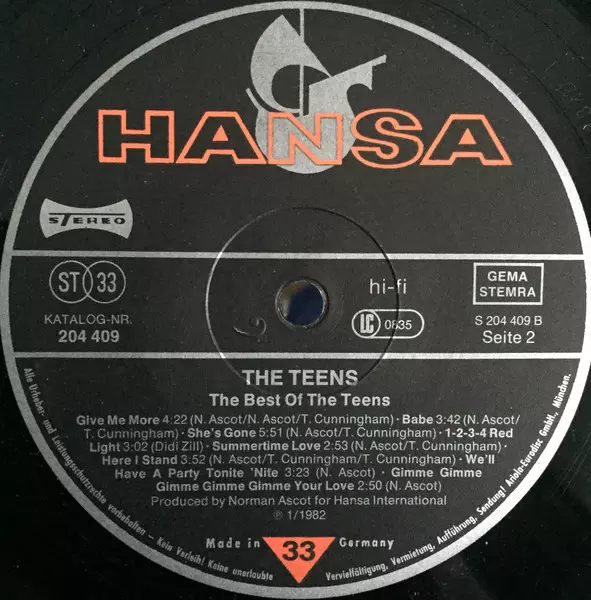 HANSA
STEREO
ST 33
KATALOG-NR.
204 409
hi-fi
LC 0835
GEMA
STEMRA
S 204 409 B
Seite 2
THE TEENS
The Best Of The Teens
Give Me More 4:22 (N. Ascot/N. Ascot/T. Cunningham) · Babe 3:42 (N. Ascot/
T. Cunningham) · She's Gone 5:51 (N. Ascot/T. Cunningham) · 1-2-3-4 Red
Light 3:02 (Didi Zill) · Summertime Love 2:53 (N. Ascot/T. Cunningham) ·
Here I Stand 3:52 (N. Ascot/T. Cunningham/T. Cunningham) · We'll
Have A Party Tonite 'Nite 3:23 (N. Ascot) · Gimme Gimme
Gimme Gimme Gimme Your Love 2:50 (N. Ascot)
Produced by Norman Ascot for Hansa International
℗ 1/1982
Made in 33 Germany
Alle Urheber- und Leistungsschutzrechte vorbehalten – Kein Verleih! Keine unerlaubte Vervielfältigung, Vermietung, Aufführung, Sendung! Ariola-Eurodisc GmbH., München.